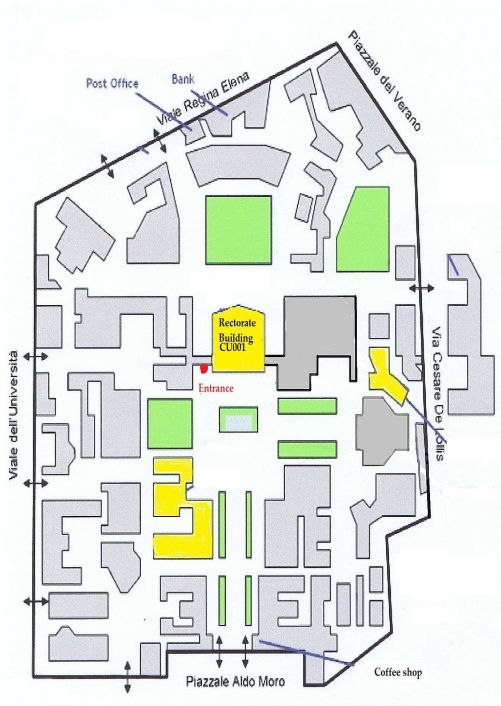 Piazzale del Verano
Bank
Post Office
Viale Regina Elena
Rectorate
Building
CU001
Entrance
Via Cesare De Lollis
Viale dell'Università
Coffee shop
Piazzale Aldo Moro